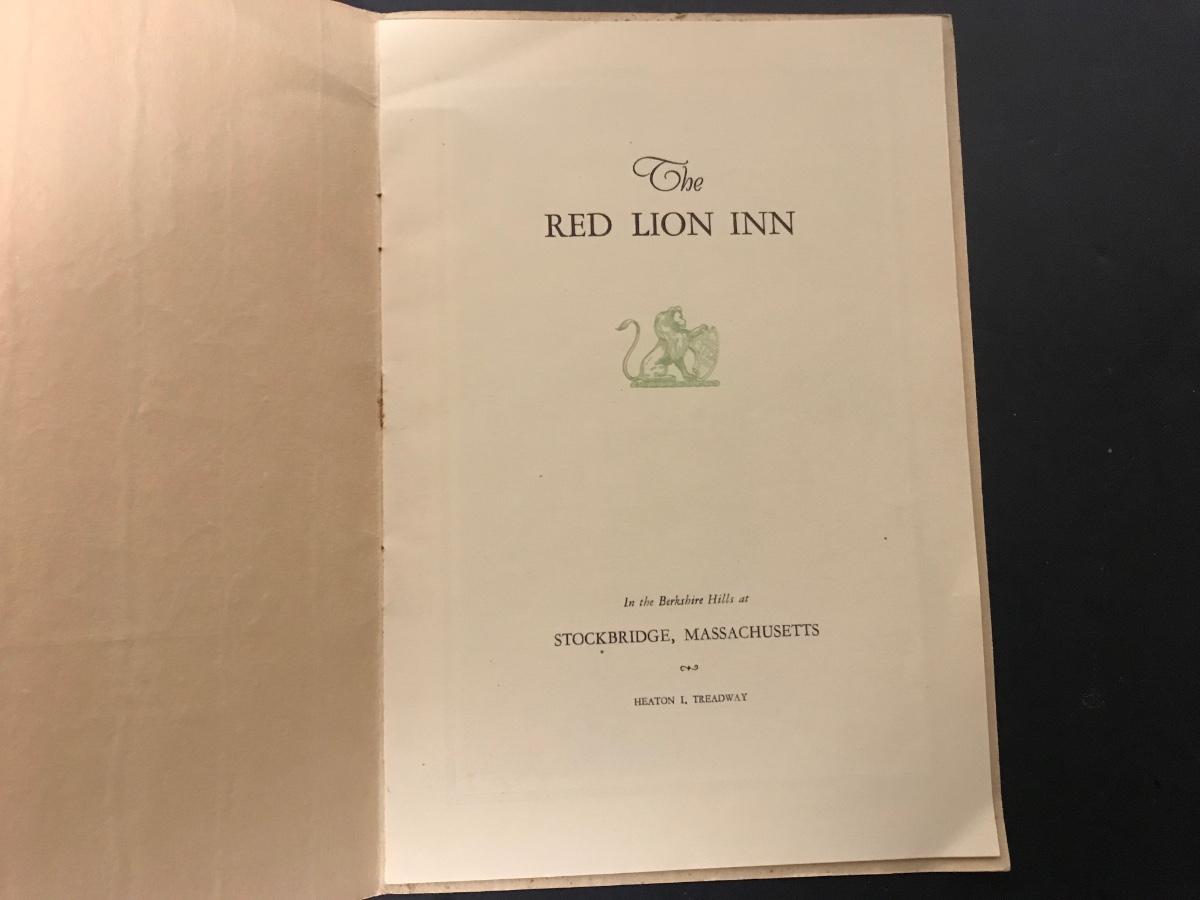 The
RED LION INN
In the Berkshire Hills at
STOCKBRIDGE, MASSACHUSETTS
HEATON I. TREADWAY